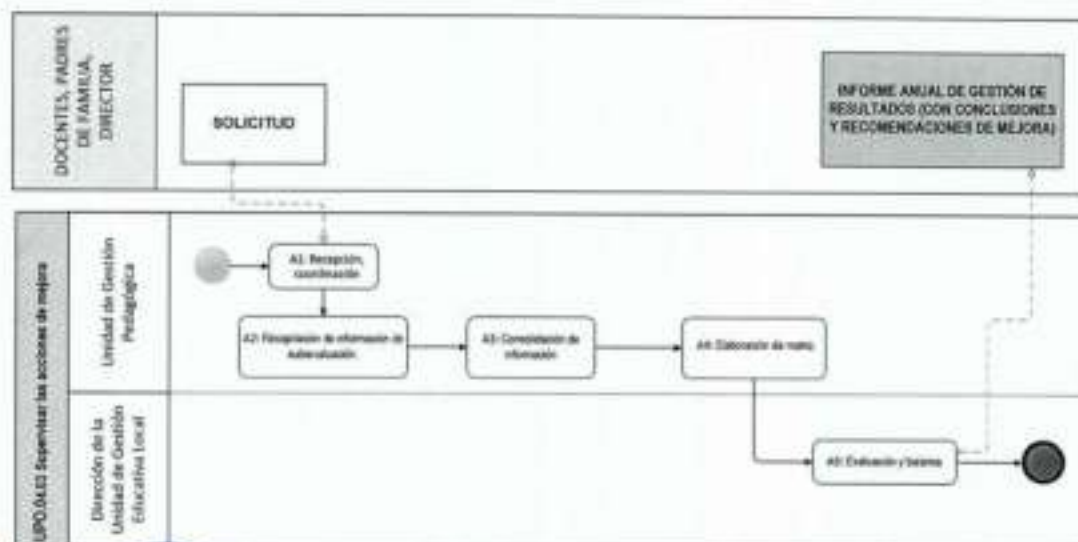 DOCENTES, PADRES
DE FAMILIA,
DIRECTOR
SOLICITUD
INFORME ANUAL DE GESTIÓN DE
RESULTADOS (CON CONCLUSIONES
Y RECOMENDACIONES DE MEJORA)
Supervisar las acciones de mejora
Unidad de Gestión
Pedagógica
A1: Recepción,
coordinación
A2: Recopilación de información de
autoevaluación
A3: Consolidación de
información
A4: Elaboración de
Dirección de la
Unidad de Gestión
Educativa Local
A5: Evaluación y balance